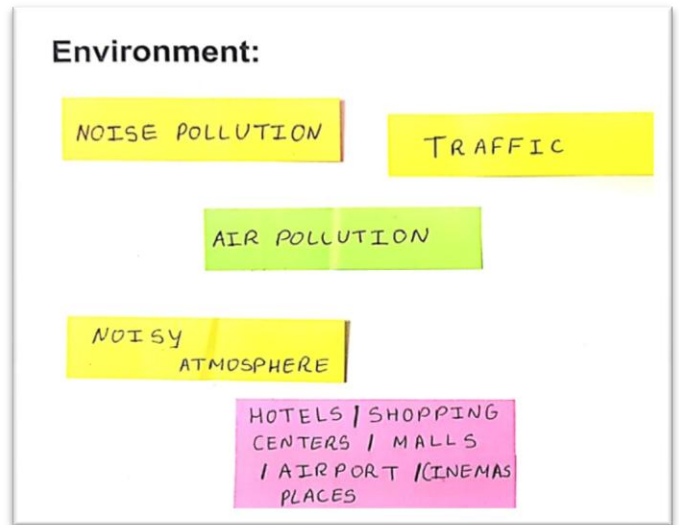 Environment:
NOISE POLLUTION
TRAFFIC
AIR POLLUTION
NOISY
ATMOSPHERE
HOTELS / SHOPPING
CENTERS / MALLS
/ AIRPORT / CINEMAS
PLACES